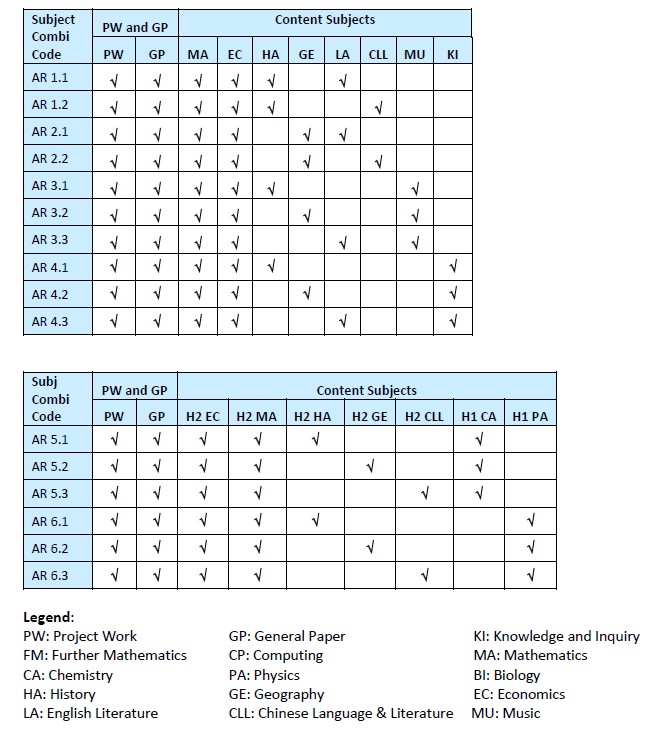 Subject Combi Code PW and GP Content Subjects
PW GP MA EC HA GE LA CLL MU KI
AR 1.1 √ √ √ √ √ √
AR 1.2 √ √ √ √ √ √
AR 2.1 √ √ √ √ √ √
AR 2.2 √ √ √ √ √ √
AR 3.1 √ √ √ √ √ √
AR 3.2 √ √ √ √ √ √
AR 3.3 √ √ √ √ √ √
AR 4.1 √ √ √ √ √ √
AR 4.2 √ √ √ √ √ √
AR 4.3 √ √ √ √ √ √
Subj Combi Code PW and GP Content Subjects
PW GP H2 EC H2 MA H2 HA H2 GE H2 CLL H1 CA H1 PA
AR 5.1 √ √ √ √ √ √
AR 5.2 √ √ √ √ √ √
AR 5.3 √ √ √ √ √ √
AR 6.1 √ √ √ √ √ √
AR 6.2 √ √ √ √ √ √
AR 6.3 √ √ √ √ √ √
Legend:
PW: Project Work GP: General Paper KI: Knowledge and Inquiry
FM: Further Mathematics CP: Computing MA: Mathematics
CA: Chemistry PA: Physics BI: Biology
HA: History GE: Geography EC: Economics
LA: English Literature CLL: Chinese Language & Literature MU: Music